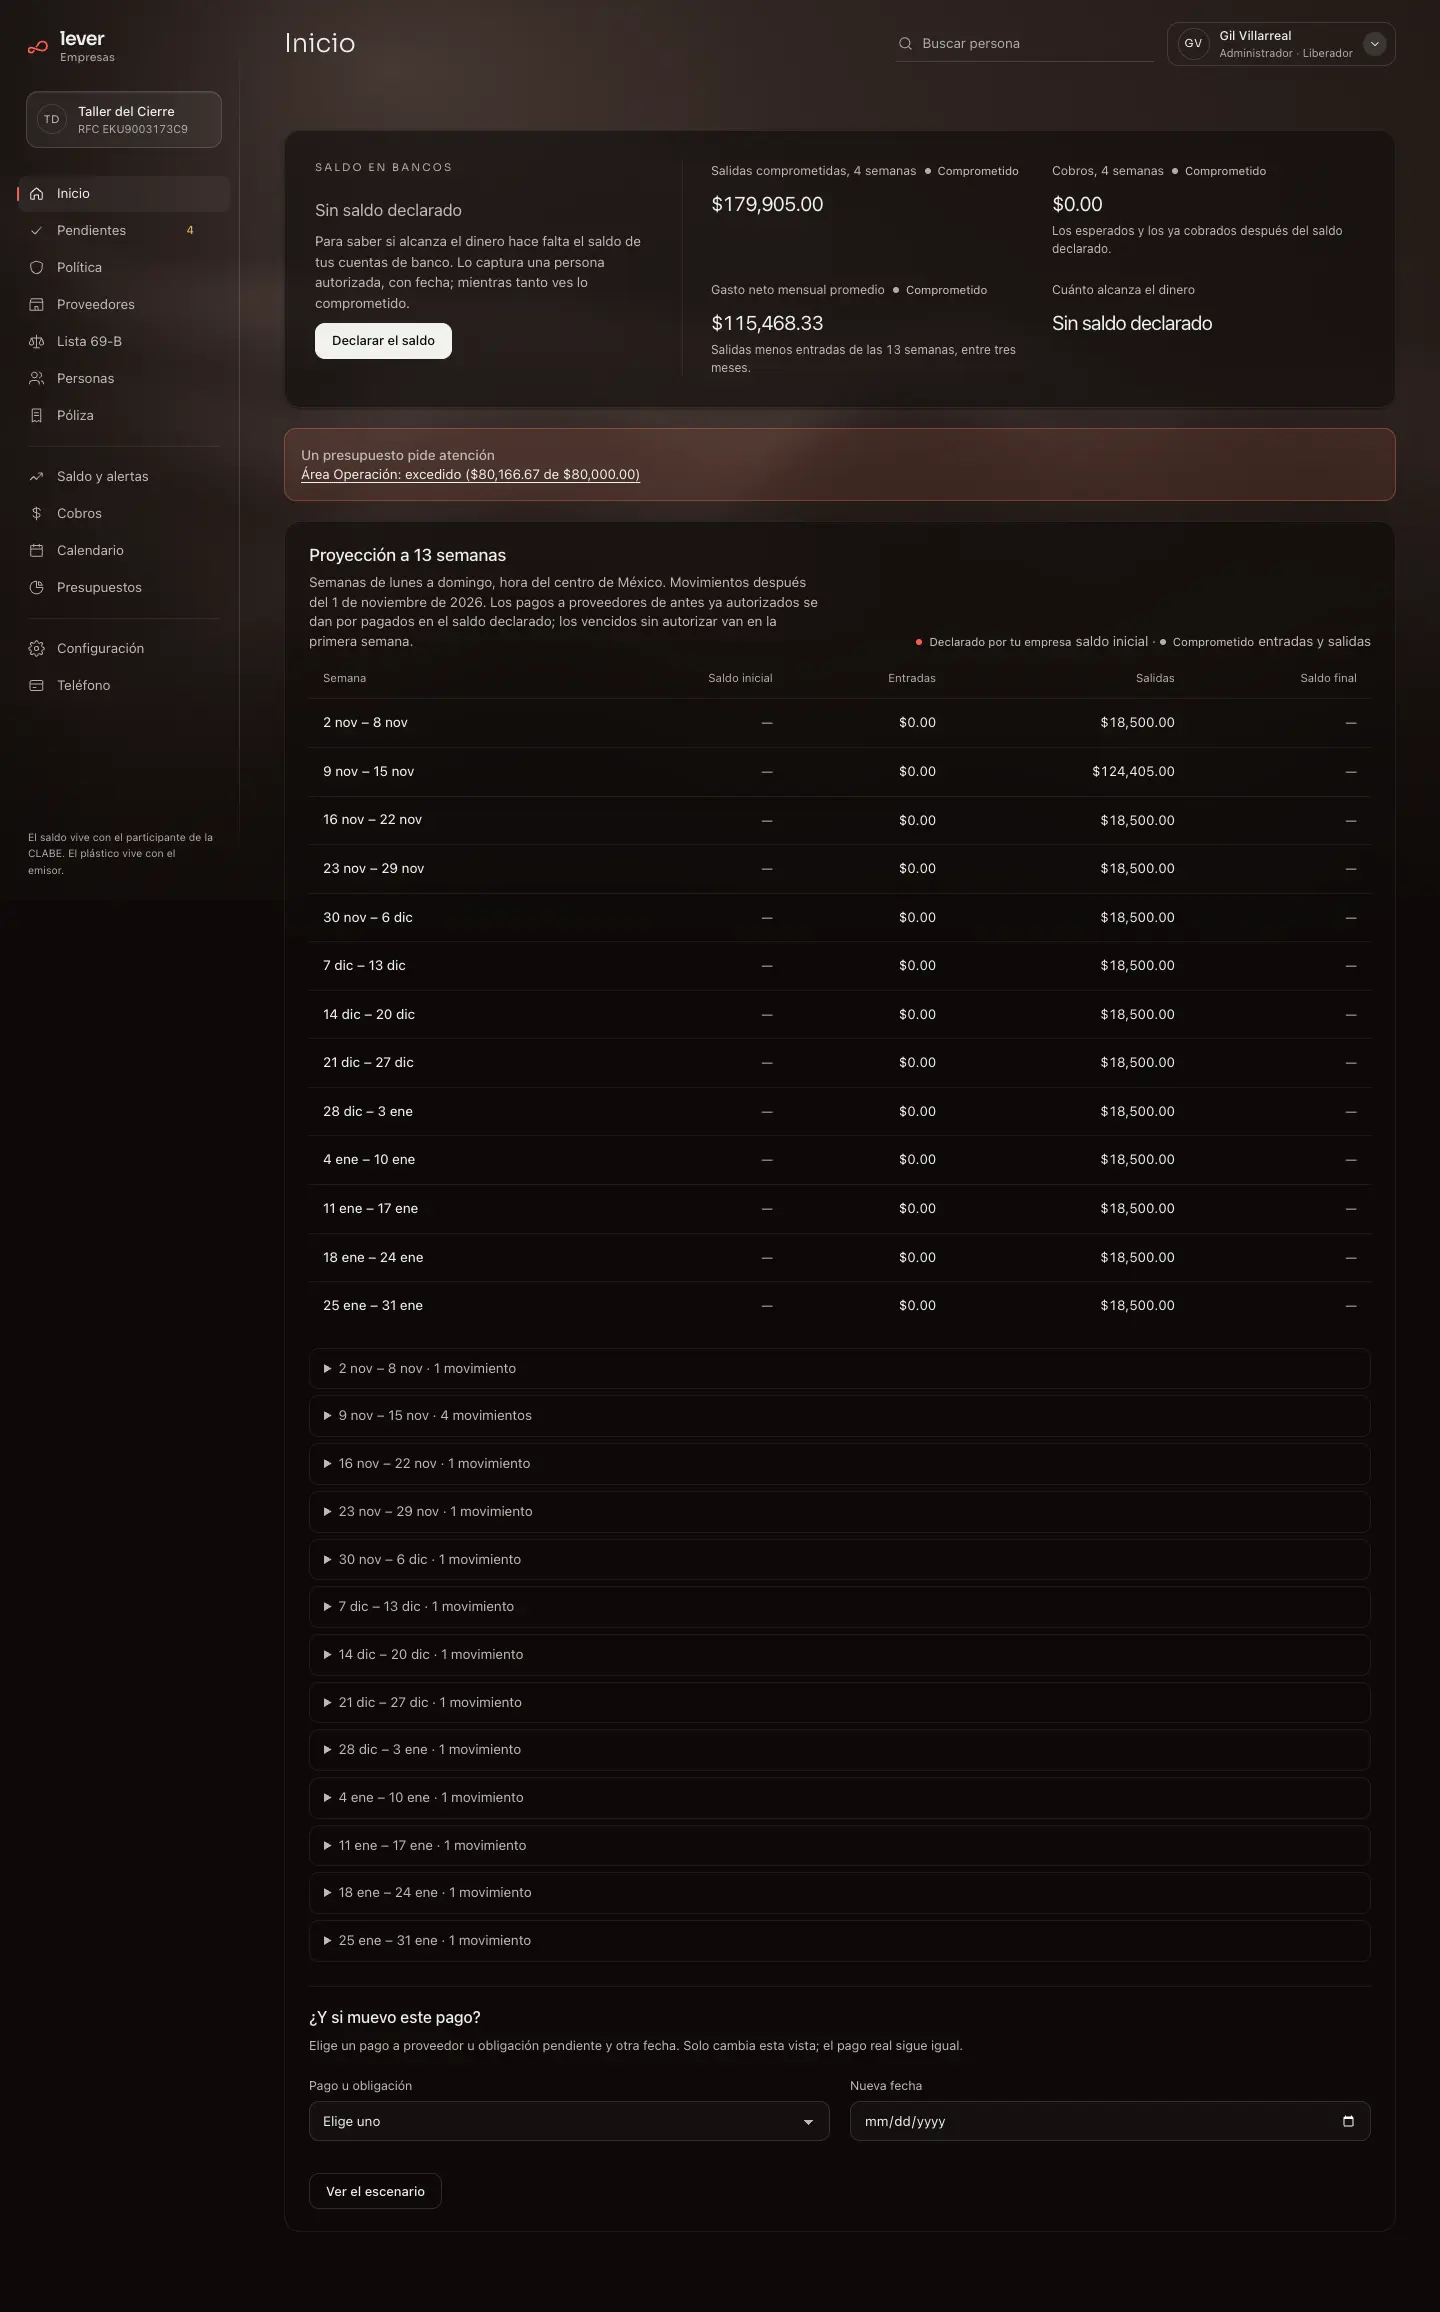 lever
Empresas
TD
Taller del Cierre
RFC EKU9003173C9
Inicio
Pendientes 4
Política
Proveedores
Lista 69-B
Personas
Póliza
Saldo y alertas
Cobros
Calendario
Presupuestos
Configuración
Teléfono
El saldo vive con el participante de la
CLABE. El plástico vive con el
emisor.
Inicio
Buscar persona
GV
Gil Villarreal
Administrador · Liberador
SALDO EN BANCOS
Sin saldo declarado
Para saber si alcanza el dinero hace falta el saldo de
tus cuentas de banco. Lo captura una persona
autorizada, con fecha; mientras tanto ves lo
comprometido.
Declarar el saldo
Salidas comprometidas, 4 semanas ● Comprometido
$179,905.00
Cobros, 4 semanas ● Comprometido
$0.00
Los esperados y los ya cobrados después del saldo
declarado.
Gasto neto mensual promedio ● Comprometido
$115,468.33
Salidas menos entradas de las 13 semanas, entre tres
meses.
Cuánto alcanza el dinero
Sin saldo declarado
Un presupuesto pide atención
Área Operación: excedido ($80,166.67 de $80,000.00)
Proyección a 13 semanas
Semanas de lunes a domingo, hora del centro de México. Movimientos después
del 1 de noviembre de 2026. Los pagos a proveedores de antes ya autorizados se
dan por pagados en el saldo declarado; los vencidos sin autorizar van en la
primera semana.
● Declarado por tu empresa saldo inicial · ● Comprometido entradas y salidas
Semana Saldo inicial Entradas Salidas Saldo final
2 nov – 8 nov — $0.00 $18,500.00 —
9 nov – 15 nov — $0.00 $124,405.00 —
16 nov – 22 nov — $0.00 $18,500.00 —
23 nov – 29 nov — $0.00 $18,500.00 —
30 nov – 6 dic — $0.00 $18,500.00 —
7 dic – 13 dic — $0.00 $18,500.00 —
14 dic – 20 dic — $0.00 $18,500.00 —
21 dic – 27 dic — $0.00 $18,500.00 —
28 dic – 3 ene — $0.00 $18,500.00 —
4 ene – 10 ene — $0.00 $18,500.00 —
11 ene – 17 ene — $0.00 $18,500.00 —
18 ene – 24 ene — $0.00 $18,500.00 —
25 ene – 31 ene — $0.00 $18,500.00 —
▶ 2 nov – 8 nov · 1 movimiento
▶ 9 nov – 15 nov · 4 movimientos
▶ 16 nov – 22 nov · 1 movimiento
▶ 23 nov – 29 nov · 1 movimiento
▶ 30 nov – 6 dic · 1 movimiento
▶ 7 dic – 13 dic · 1 movimiento
▶ 14 dic – 20 dic · 1 movimiento
▶ 21 dic – 27 dic · 1 movimiento
▶ 28 dic – 3 ene · 1 movimiento
▶ 4 ene – 10 ene · 1 movimiento
▶ 11 ene – 17 ene · 1 movimiento
▶ 18 ene – 24 ene · 1 movimiento
▶ 25 ene – 31 ene · 1 movimiento
¿Y si muevo este pago?
Elige un pago a proveedor u obligación pendiente y otra fecha. Solo cambia esta vista; el pago real sigue igual.
Pago u obligación
Elige uno
Nueva fecha
mm/dd/yyyy
Ver el escenario